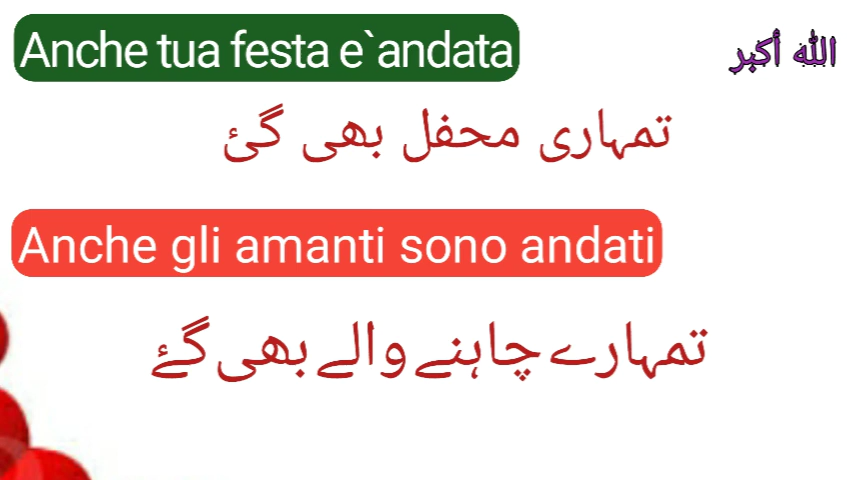 Anche tua festa e`andata
الله أكبر
تمہاری محفل بھی گئ
Anche gli amanti sono andati
تمہارے چاہنے والے بھی گۓ